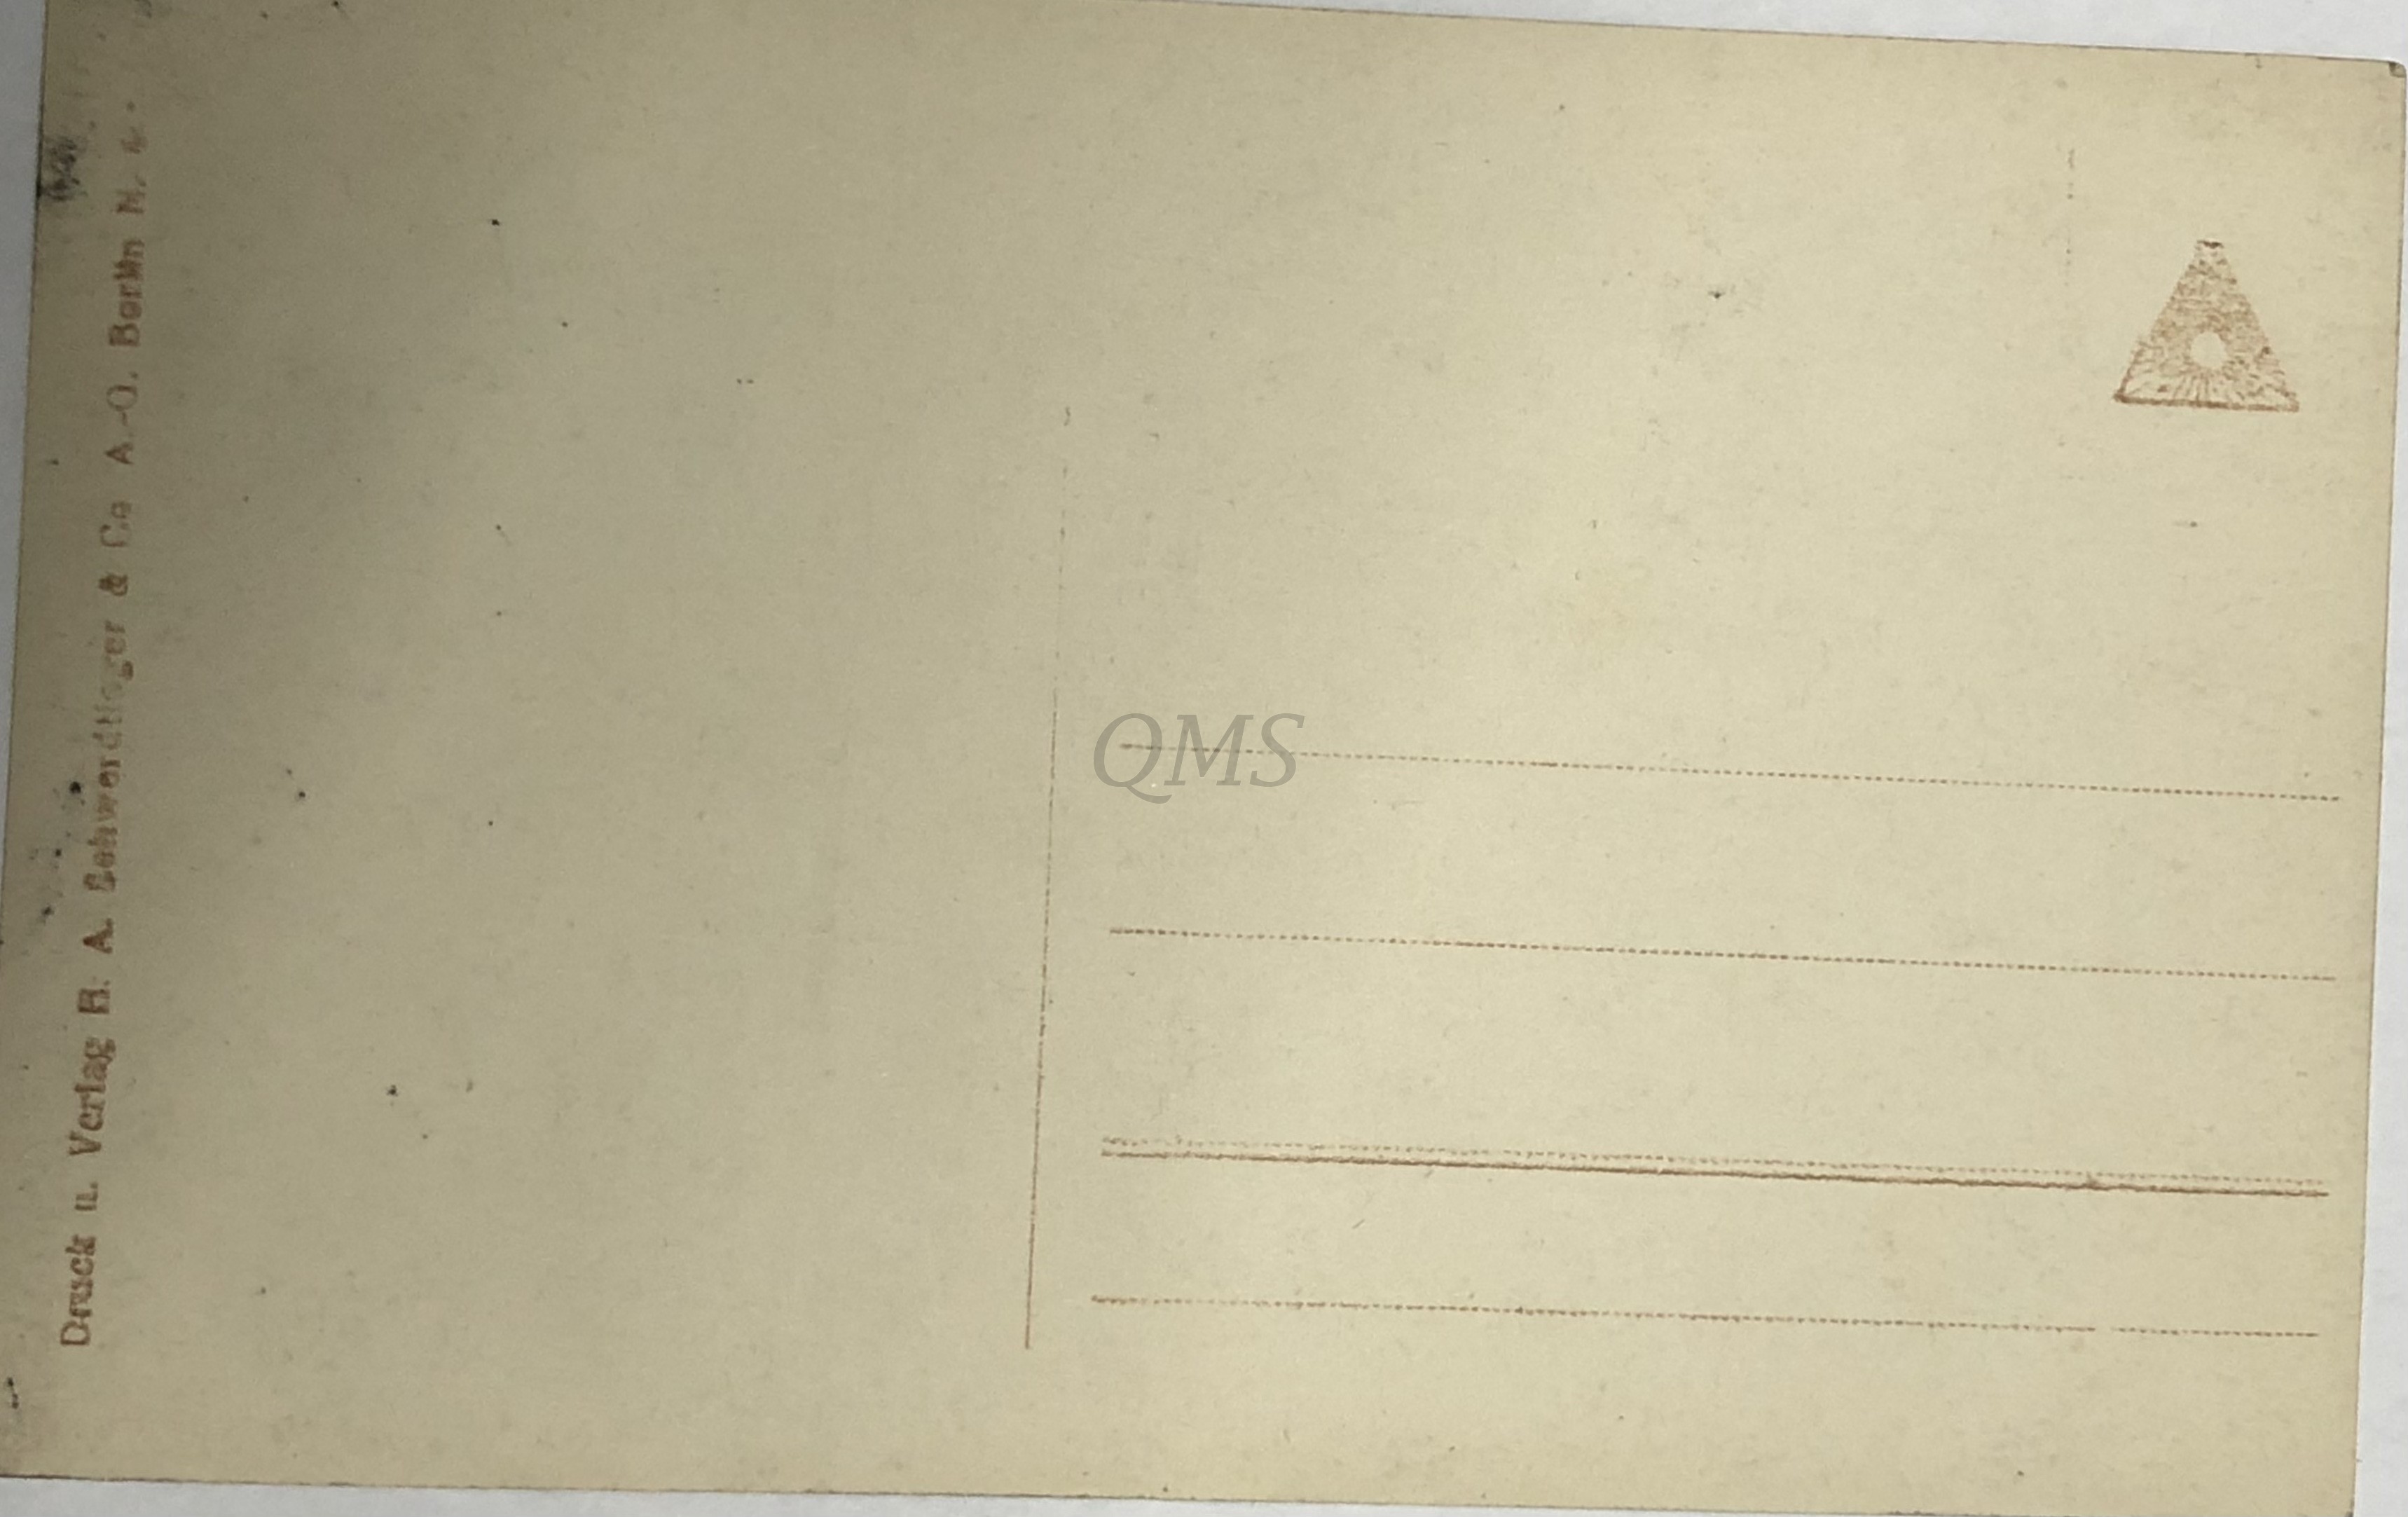 Druck u. Verlag R. A. Schwerdtfeger & Co A.-G. Berlin N.
QMS